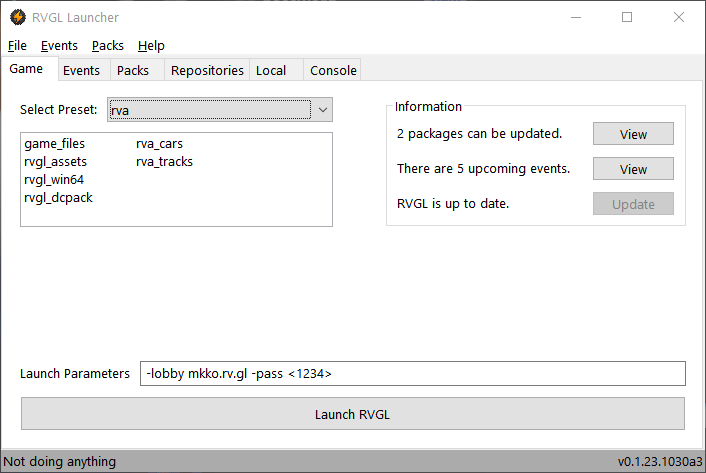 RVGL Launcher
File Events Packs Help
Game Events Packs Repositories Local Console
Select Preset: rva
game_files rva_cars
rvgl_assets rva_tracks
rvgl_win64
rvgl_dcpack
Information
2 packages can be updated. View
There are 5 upcoming events. View
RVGL is up to date. Update
Launch Parameters -lobby mkko.rv.gl -pass <1234>
Launch RVGL
Not doing anything v0.1.23.1030a3